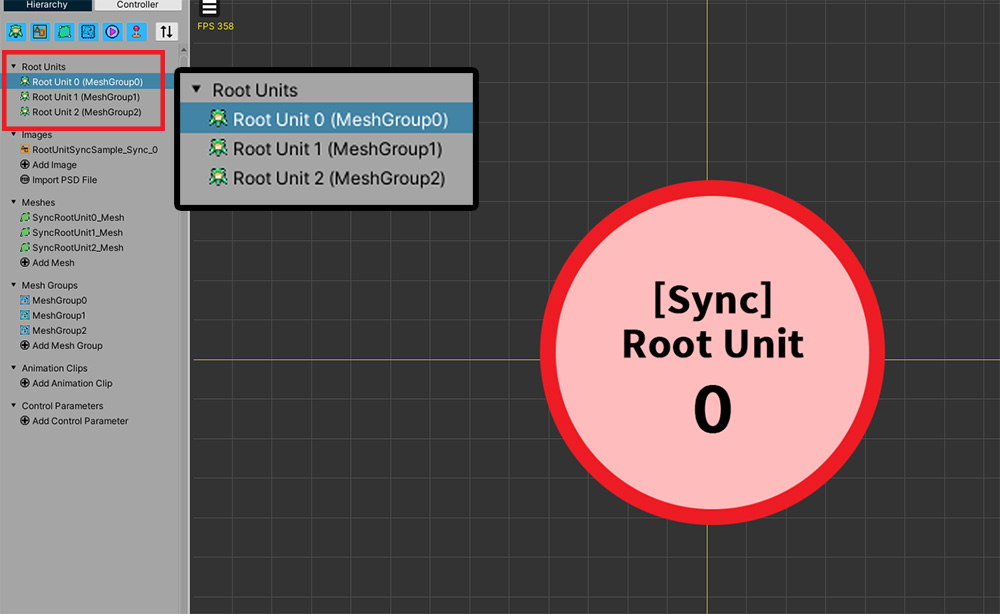 Hierarchy
Controller
FPS 358
Root Units
Root Unit 0 (MeshGroup0)
Root Unit 1 (MeshGroup1)
Root Unit 2 (MeshGroup2)
Images
RootUnitSyncSample_Sync_0
Add Image
Import PSD File
Meshes
SyncRootUnit0_Mesh
SyncRootUnit1_Mesh
SyncRootUnit2_Mesh
Add Mesh
Mesh Groups
MeshGroup0
MeshGroup1
MeshGroup2
Add Mesh Group
Animation Clips
Add Animation Clip
Control Parameters
Add Control Parameter
Root Units
Root Unit 0 (MeshGroup0)
Root Unit 1 (MeshGroup1)
Root Unit 2 (MeshGroup2)
[Sync]
Root Unit
0